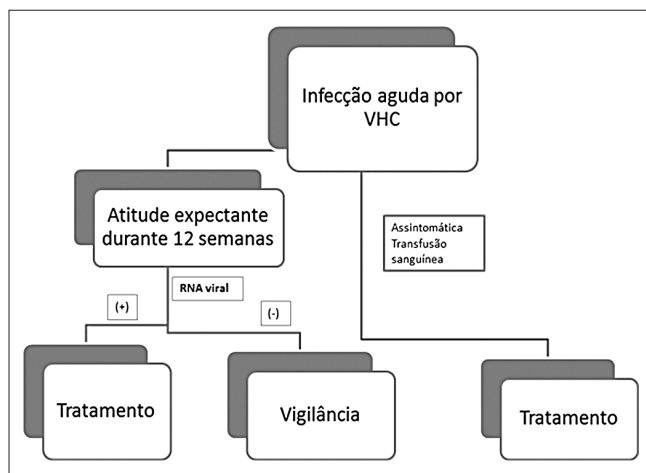 Infecção aguda por
VHC
Atitude expectante
durante 12 semanas
Assintomática
Transfusão
sanguínea
RNA viral
(+)
(-)
Tratamento
Vigilância
Tratamento